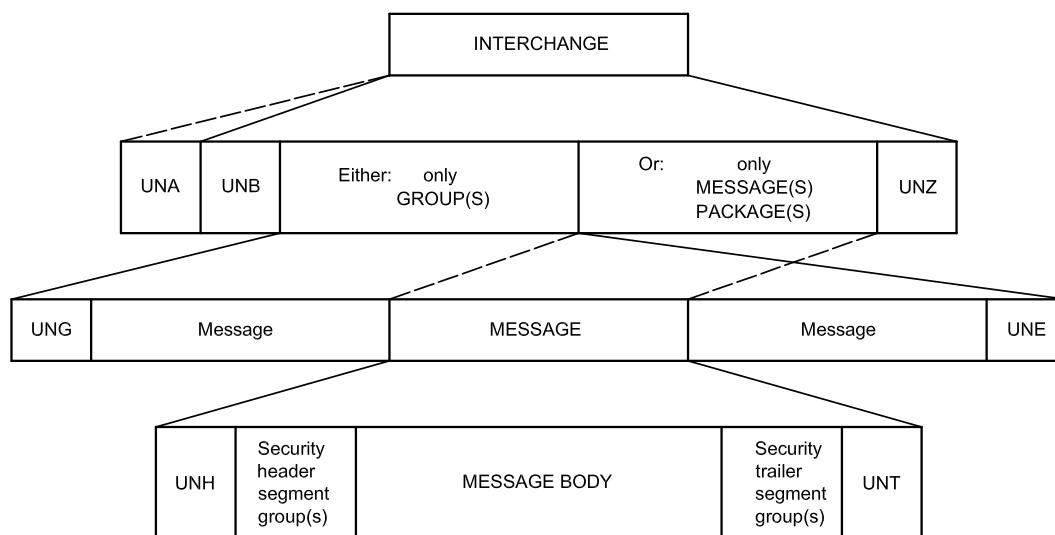 INTERCHANGE
UNA
UNB
Either: only
GROUP(S)
Or: only
MESSAGE(S)
PACKAGE(S)
UNZ
UNG
Message
MESSAGE
Message
UNE
UNH
Security
header
segment
group(s)
MESSAGE BODY
Security
trailer
segment
group(s)
UNT